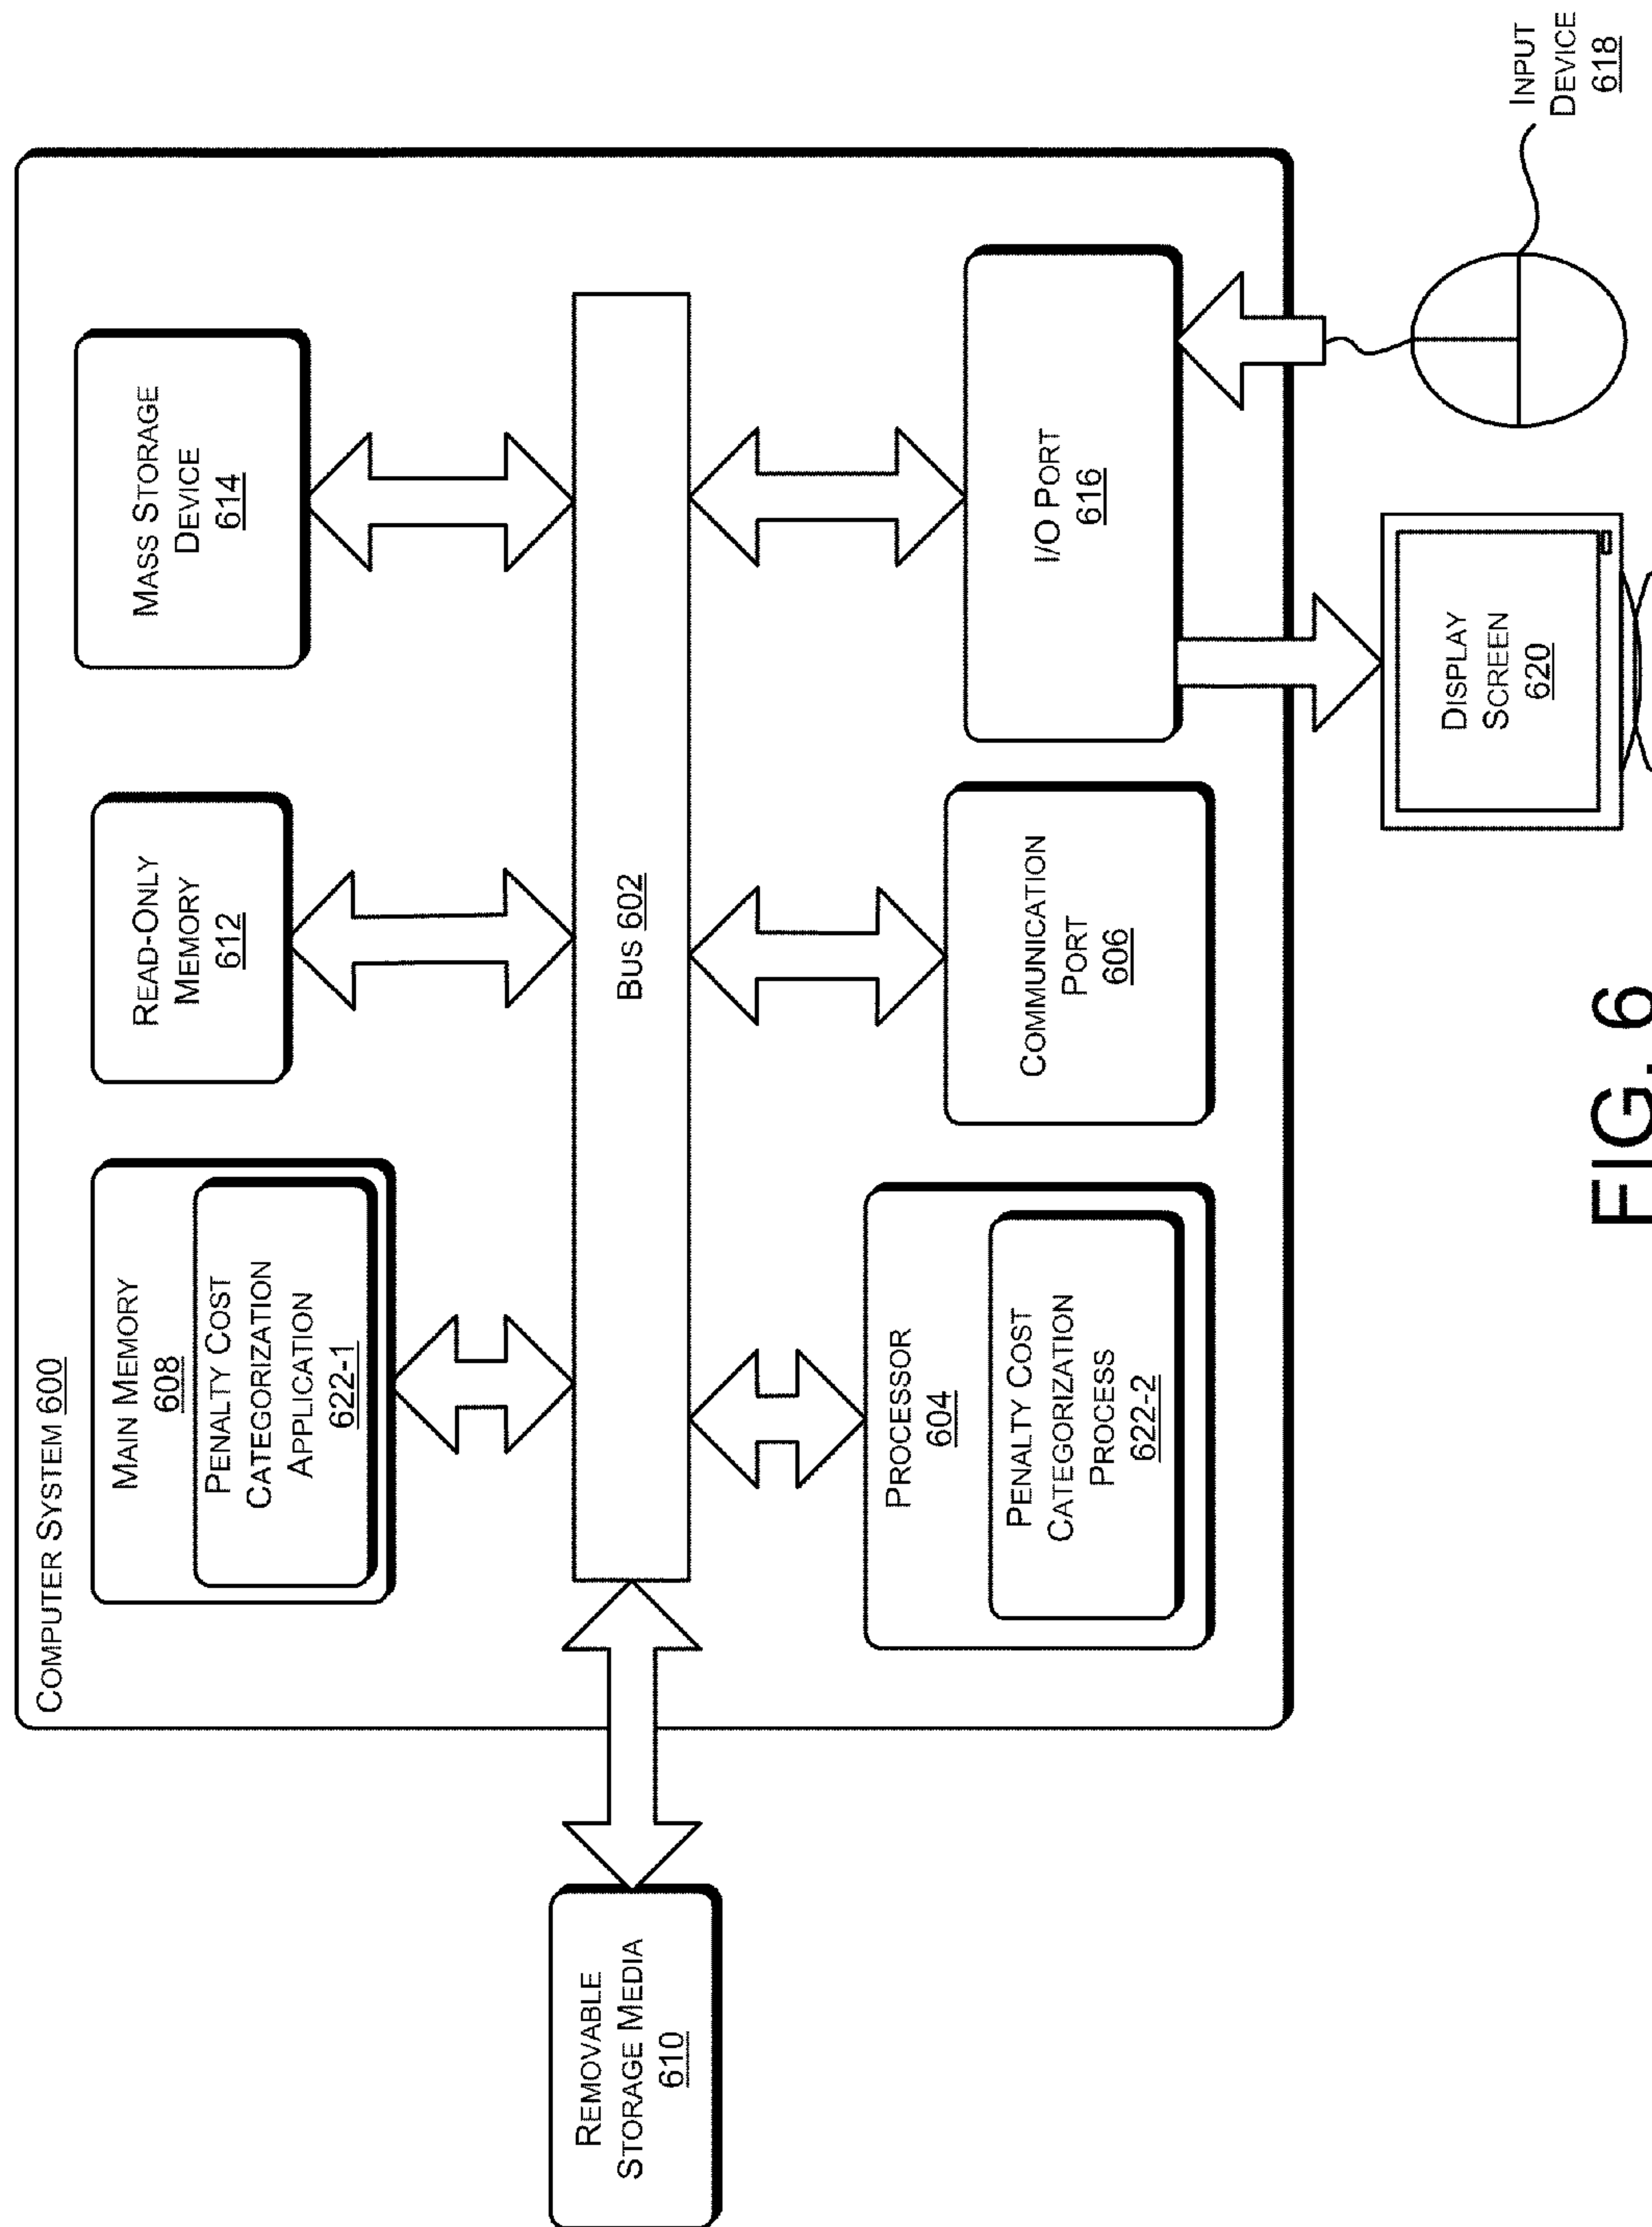 COMPUTER SYSTEM 600
MAIN MEMORY
608
PENALTY COST
CATEGORIZATION
APPLICATION
622-1
READ-ONLY
MEMORY
612
MASS STORAGE
DEVICE
614
BUS 602
REMOVABLE
STORAGE MEDIA
610
PROCESSOR
604
PENALTY COST
CATEGORIZATION
PROCESS
622-2
COMMUNICATION
PORT
606
I/O PORT
616
DISPLAY
SCREEN
620
INPUT
DEVICE
618
FIG. 6